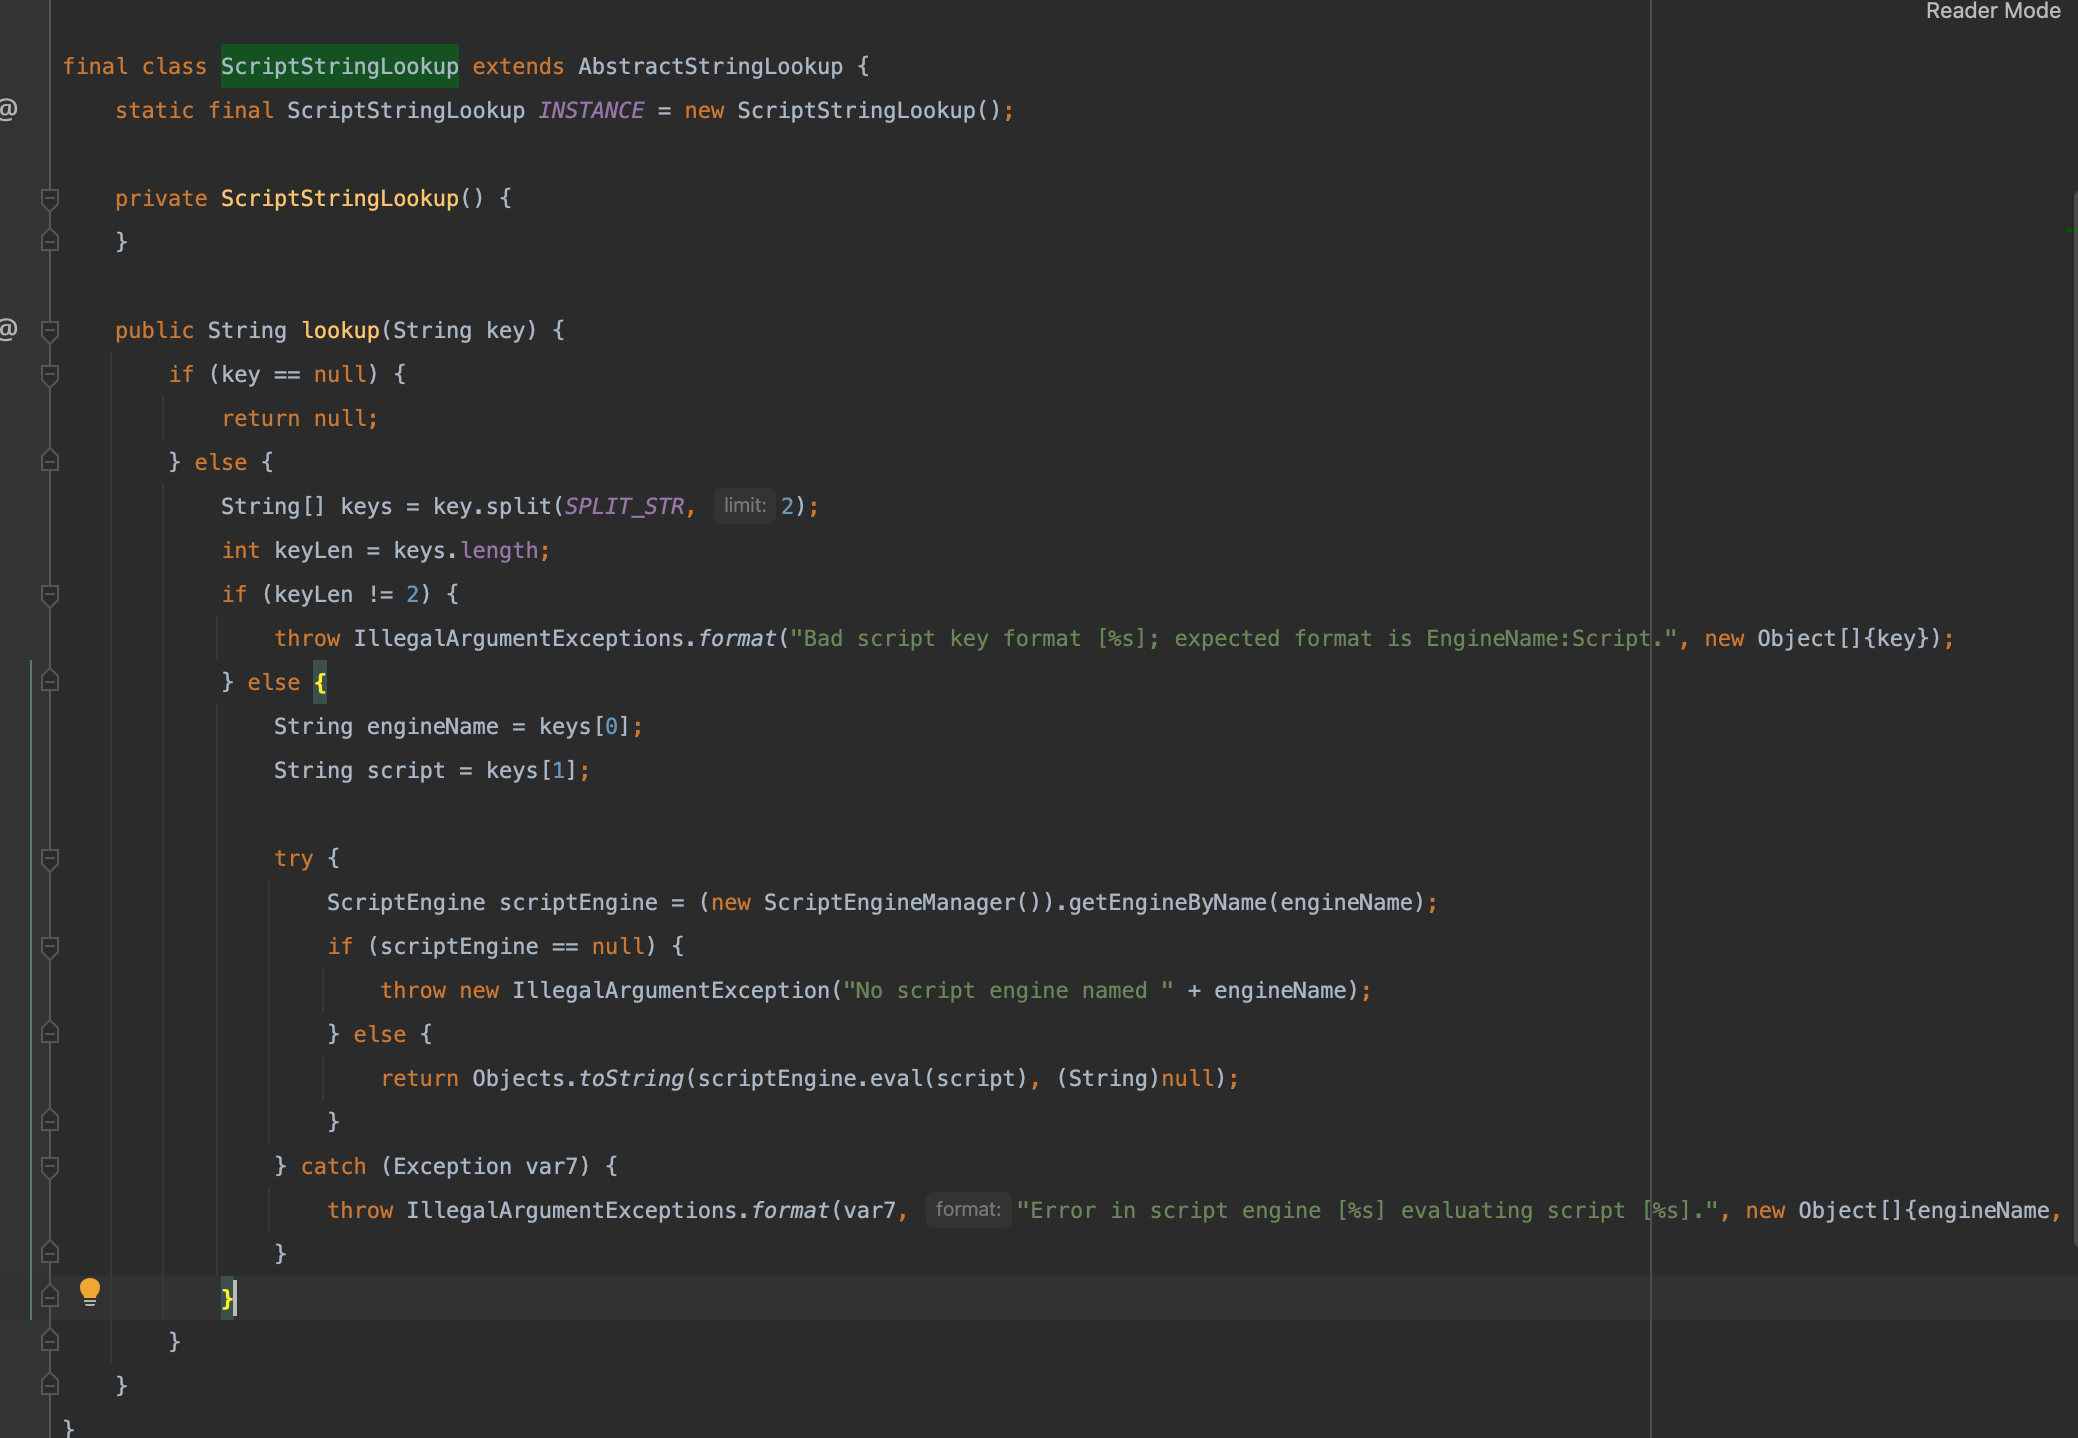 Reader Mode
final class ScriptStringLookup extends AbstractStringLookup {
@ static final ScriptStringLookup INSTANCE = new ScriptStringLookup();
private ScriptStringLookup() {
}
@ public String lookup(String key) {
if (key == null) {
return null;
} else {
String[] keys = key.split(SPLIT_STR, limit: 2);
int keyLen = keys.length;
if (keyLen != 2) {
throw IllegalArgumentExceptions.format("Bad script key format [%s]; expected format is EngineName:Script.", new Object[]{key});
} else {
String engineName = keys[0];
String script = keys[1];
try {
ScriptEngine scriptEngine = (new ScriptEngineManager()).getEngineByName(engineName);
if (scriptEngine == null) {
throw new IllegalArgumentException("No script engine named " + engineName);
} else {
return Objects.toString(scriptEngine.eval(script), (String)null);
}
} catch (Exception var7) {
throw IllegalArgumentExceptions.format(var7, format: "Error in script engine [%s] evaluating script [%s].", new Object[]{engineName,
}
}
}
}
}